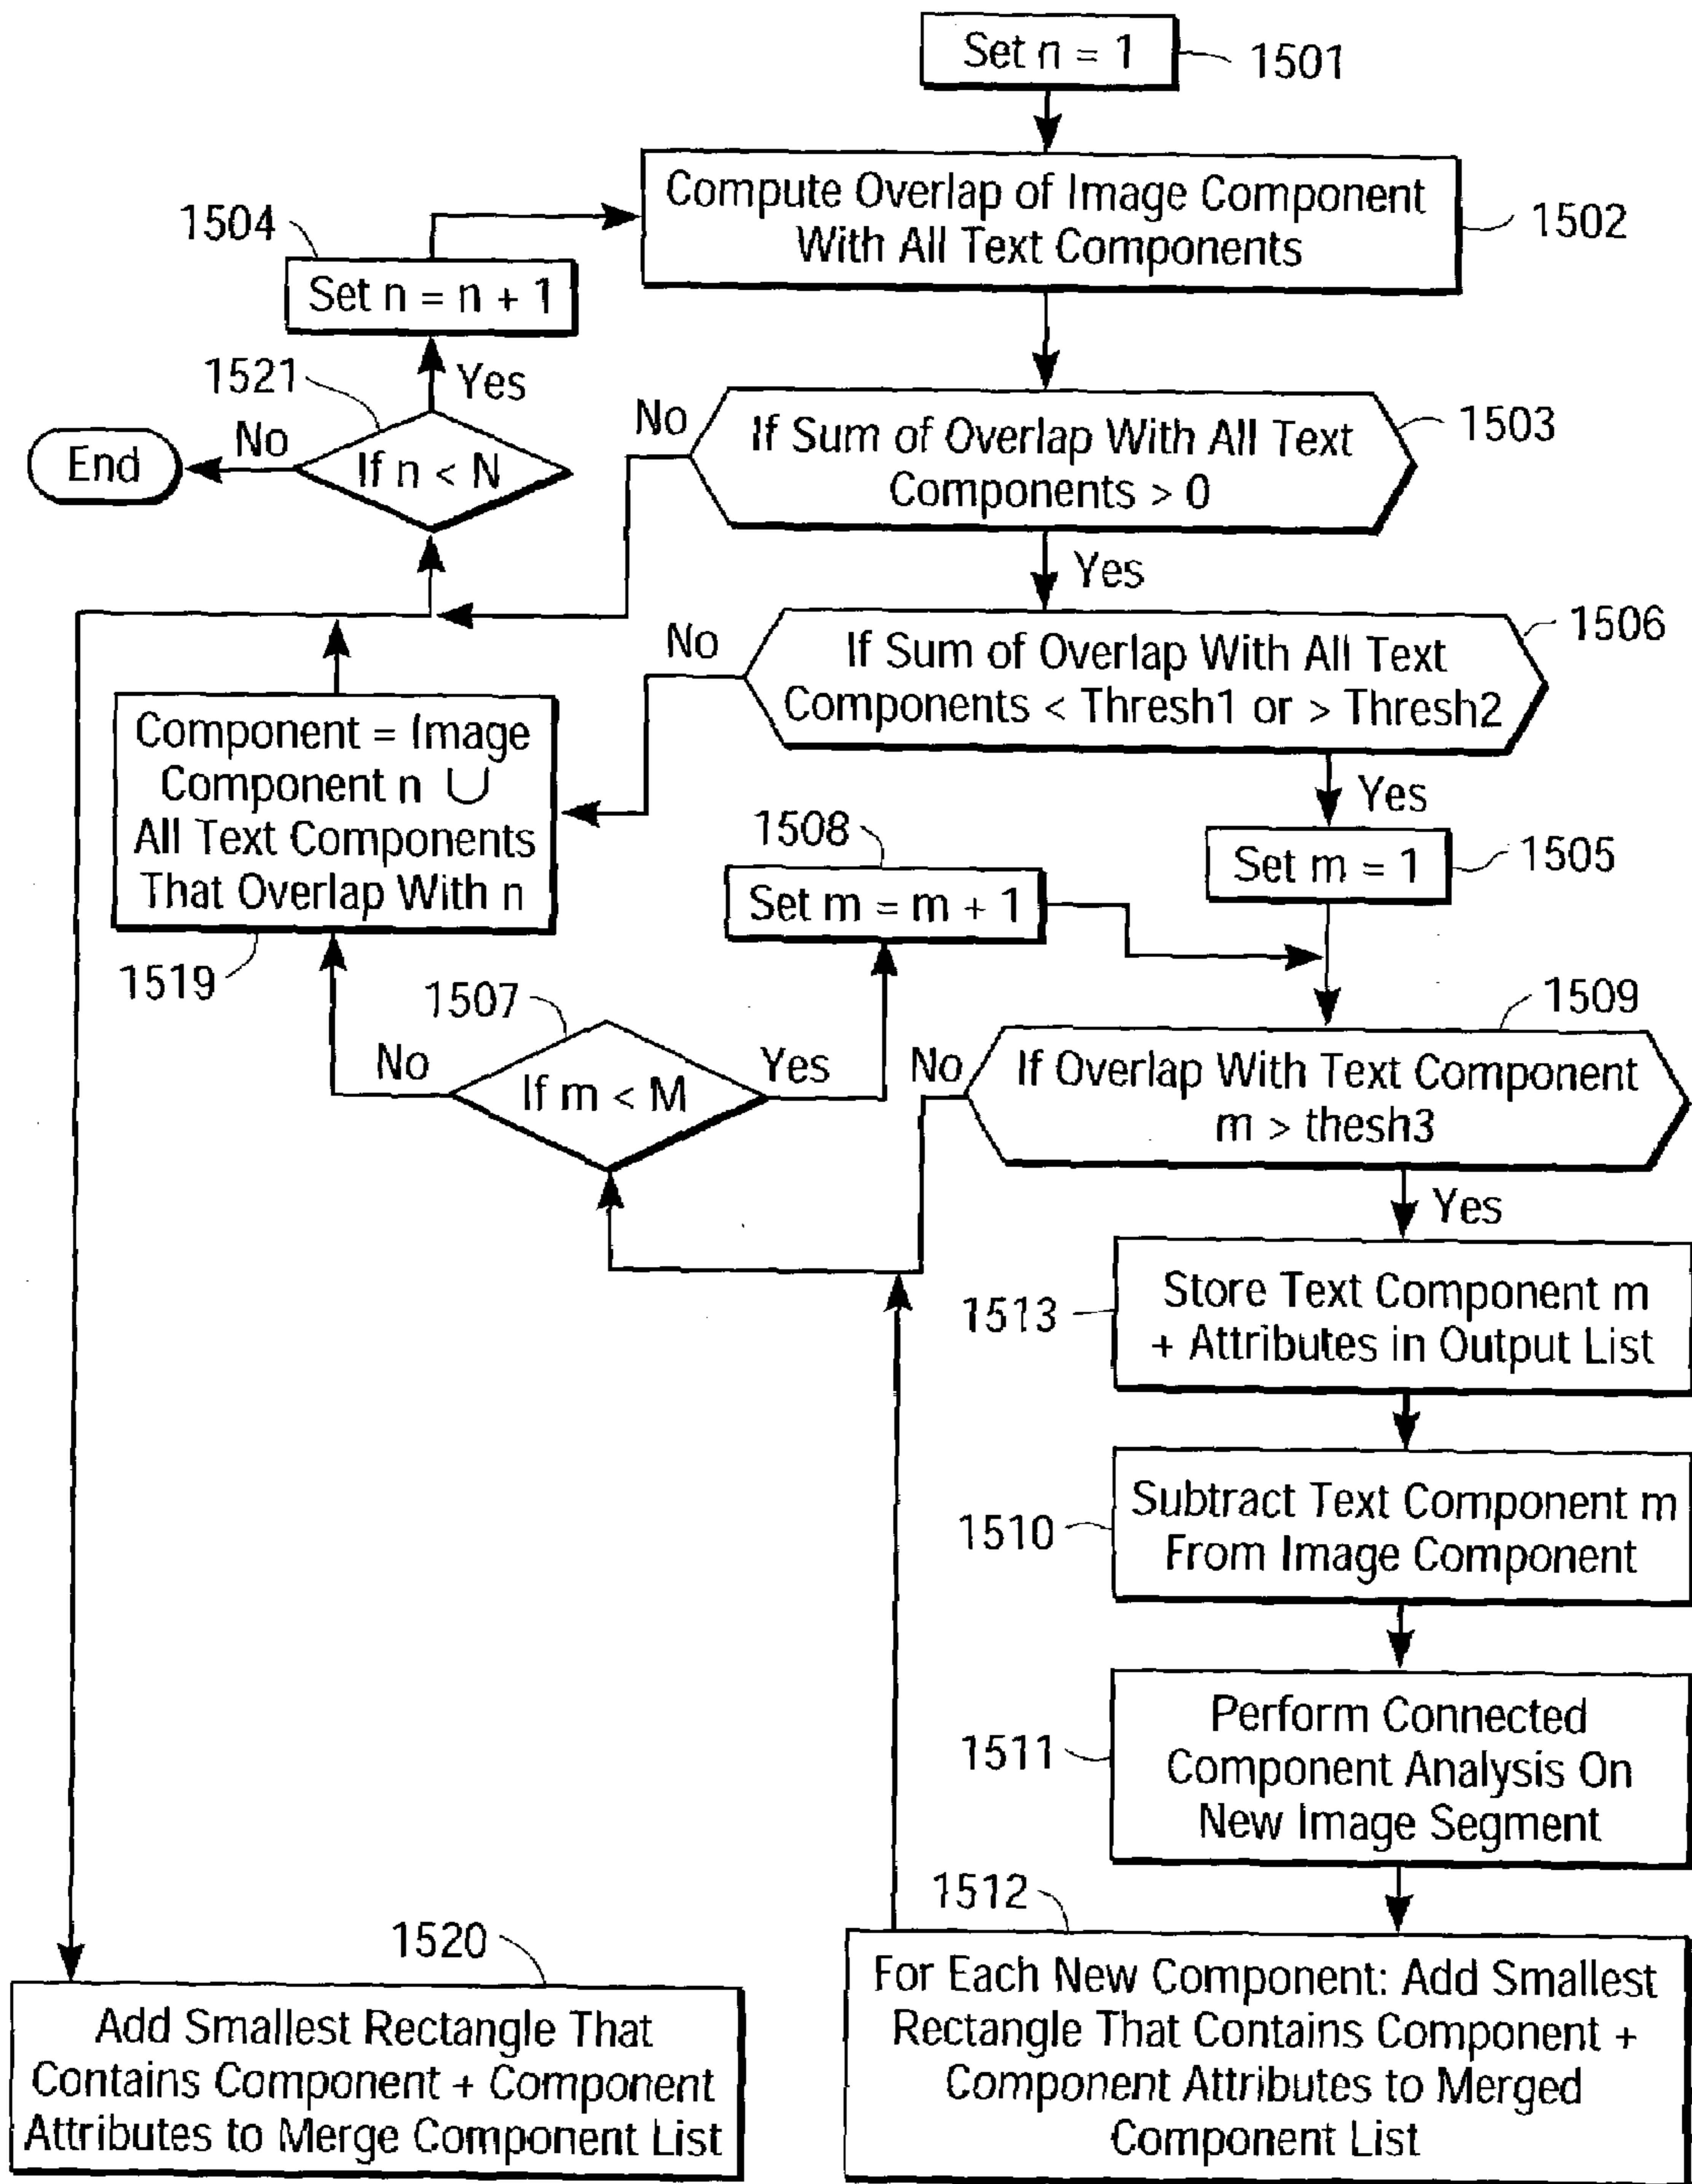 Set n = 1
1501
Compute Overlap of Image Component
With All Text Components
1502
1504
Set n = n + 1
1521
Yes
If n < N
No
End
No
If Sum of Overlap With All Text
Components > 0
1503
Yes
No
If Sum of Overlap With All Text
Components < Thresh1 or > Thresh2
1506
Component = Image
Component n ∪
All Text Components
That Overlap With n
1519
Yes
Set m = 1
1505
1508
Set m = m + 1
1507
No
If m < M
Yes
No
If Overlap With Text Component
m > thesh3
1509
Yes
1513
Store Text Component m
+ Attributes in Output List
1510
Subtract Text Component m
From Image Component
1511
Perform Connected
Component Analysis On
New Image Segment
1512
For Each New Component: Add Smallest
Rectangle That Contains Component +
Component Attributes to Merged
Component List
1520
Add Smallest Rectangle That
Contains Component + Component
Attributes to Merge Component List